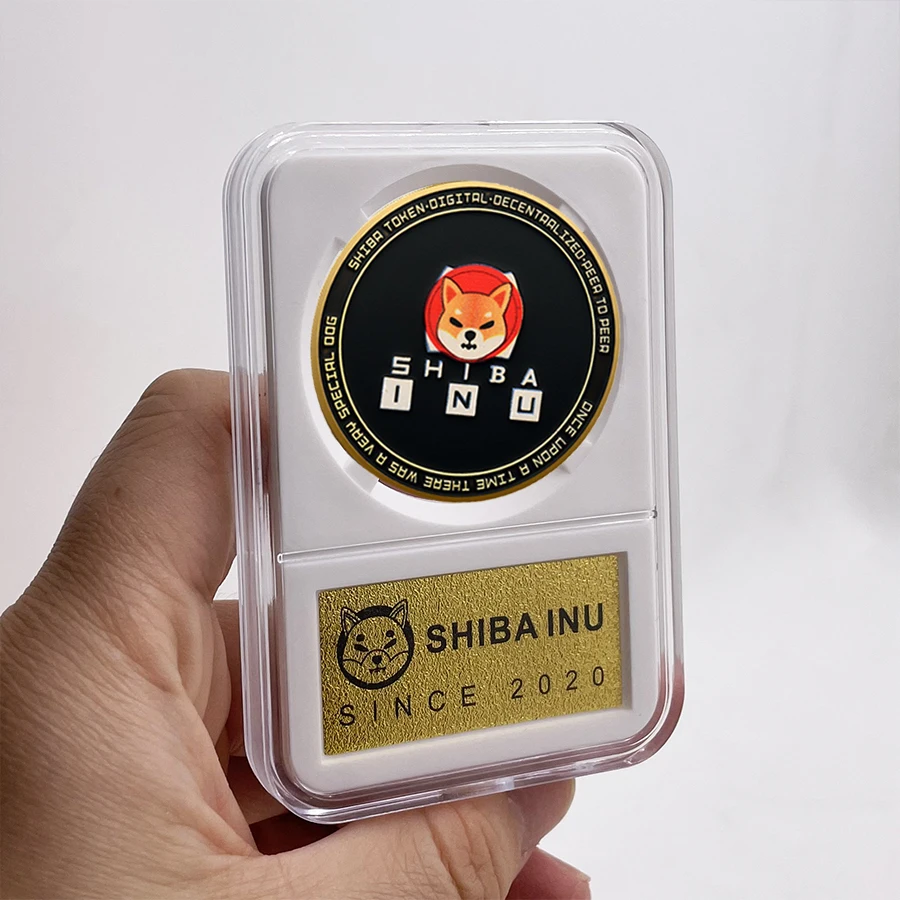 SHIBA TOKEN·DIGITAL·DECENTRALIZED·PEER TO PEER
ONCE UPON A TIME THERE WAS A VERY SPECIAL DOG
SHIBA
INU
SHIBA INU
SINCE 2020